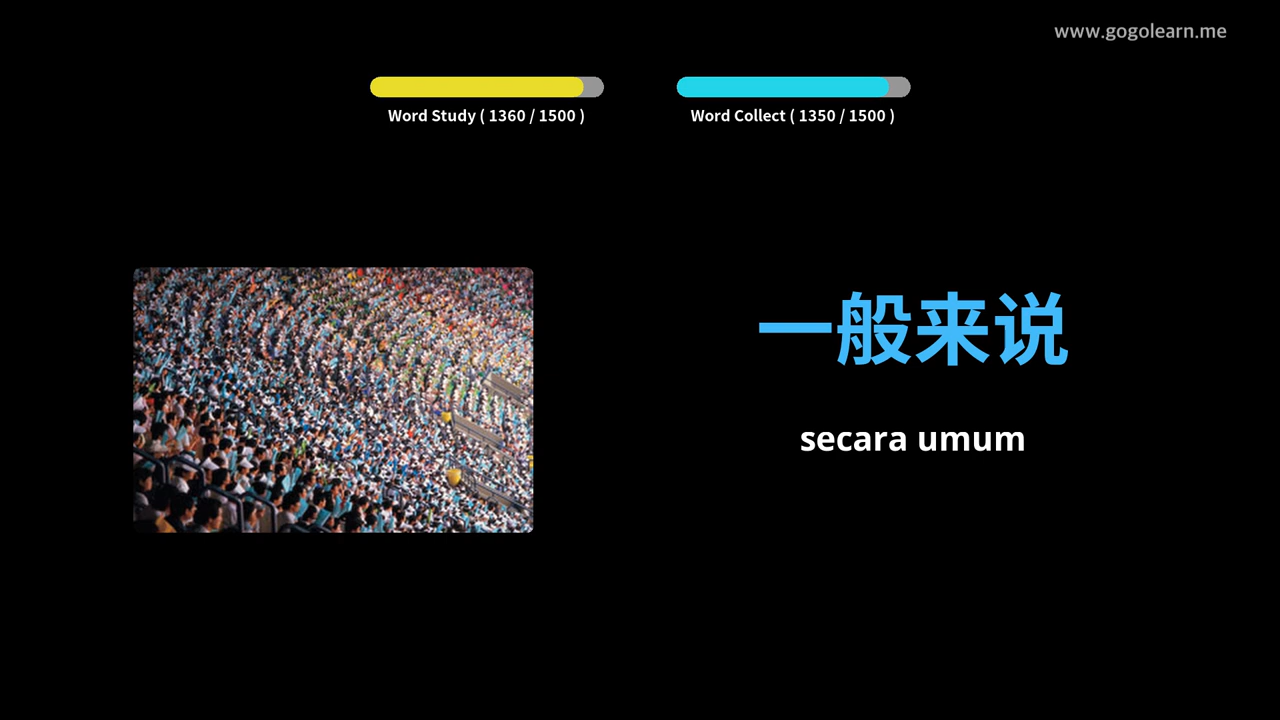 www.gogolearn.me
Word Study ( 1360 / 1500 )
Word Collect ( 1350 / 1500 )
一般来说
secara umum